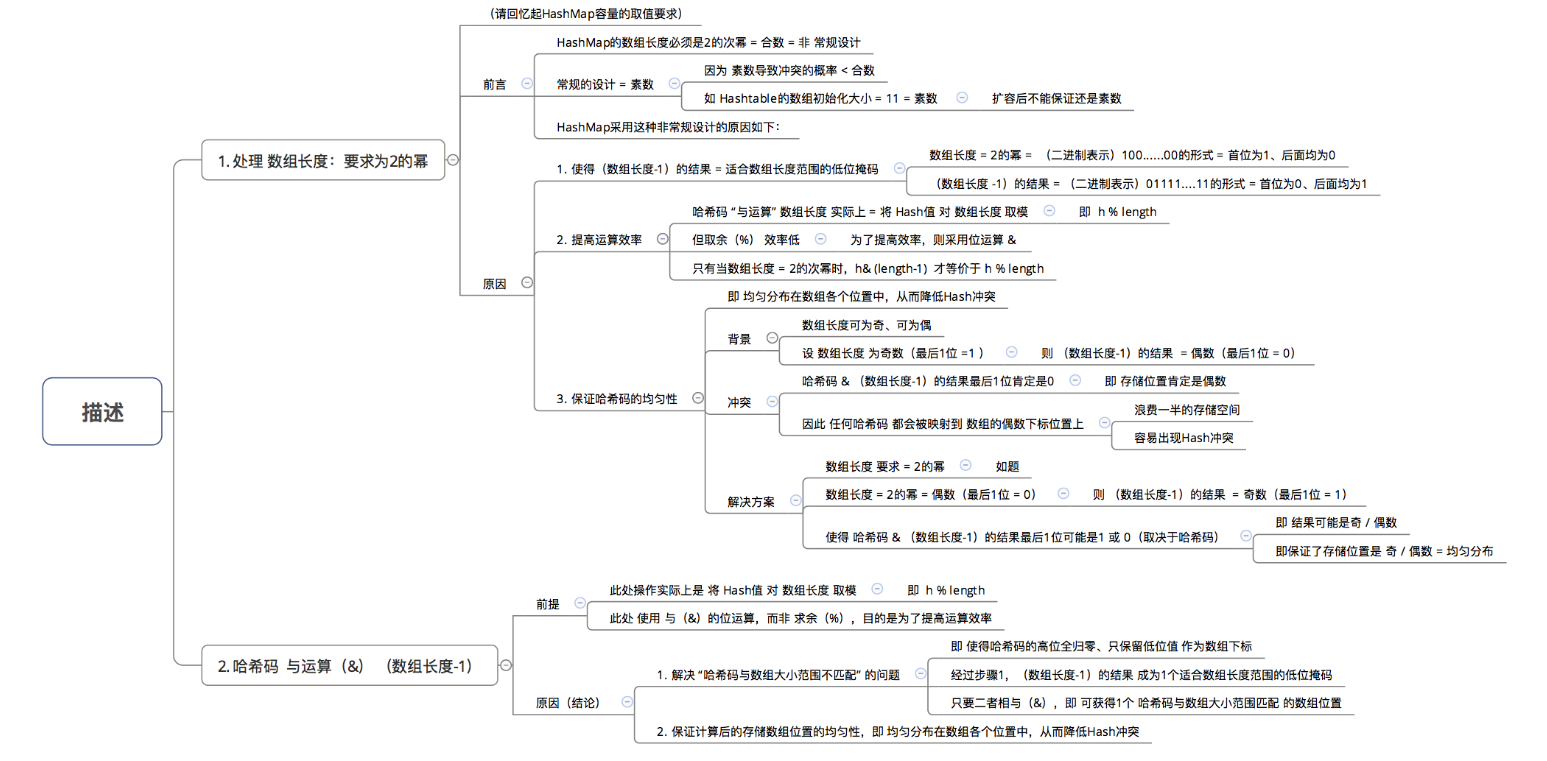 描述
1. 处理 数组长度：要求为2的幂
（请回忆起HashMap容量的取值要求）
前言
HashMap的数组长度必须是2的次幂 = 合数 = 非 常规设计
常规的设计 = 素数
因为 素数导致冲突的概率 < 合数
如 Hashtable的数组初始化大小 = 11 = 素数
扩容后不能保证还是素数
HashMap采用这种非常规设计的原因如下：
原因
1. 使得（数组长度-1）的结果 = 适合数组长度范围的低位掩码
数组长度 = 2的幂 = （二进制表示）100......00的形式 = 首位为1、后面均为0
（数组长度 -1）的结果 = （二进制表示）01111....11的形式 = 首位为0、后面均为1
2. 提高运算效率
哈希码 “与运算” 数组长度 实际上 = 将 Hash值 对 数组长度 取模
即 h % length
但取余（%） 效率低
为了提高效率，则采用位运算 &
只有当数组长度 = 2的次幂时，h& (length-1) 才等价于 h % length
3. 保证哈希码的均匀性
即 均匀分布在数组各个位置中，从而降低Hash冲突
背景
数组长度可为奇、可为偶
设 数组长度 为奇数（最后1位 =1 ）
则 （数组长度-1）的结果 = 偶数（最后1位 = 0）
冲突
哈希码 & （数组长度-1）的结果最后1位肯定是0
即 存储位置肯定是偶数
因此 任何哈希码 都会被映射到 数组的偶数下标位置上
浪费一半的存储空间
容易出现Hash冲突
解决方案
数组长度 要求 = 2的幂
如题
数组长度 = 2的幂 = 偶数（最后1位 = 0）
则 （数组长度-1）的结果 = 奇数（最后1位 = 1）
使得 哈希码 & （数组长度-1）的结果最后1位可能是1 或 0（取决于哈希码）
即 结果可能是奇 / 偶数
即保证了存储位置是 奇 / 偶数 = 均匀分布
2. 哈希码 与运算（&）（数组长度-1）
前提
此处操作实际上是 将 Hash值 对 数组长度 取模
即 h % length
此处 使用 与（&）的位运算，而非 求余（%），目的是为了提高运算效率
原因（结论）
1. 解决 “哈希码与数组大小范围不匹配” 的问题
即 使得哈希码的高位全归零、只保留低位值 作为数组下标
经过步骤1，（数组长度-1）的结果 成为1个适合数组长度范围的低位掩码
只要二者相与（&），即 可获得1个 哈希码与数组大小范围匹配 的数组位置
2. 保证计算后的存储数组位置的均匀性，即 均匀分布在数组各个位置中，从而降低Hash冲突